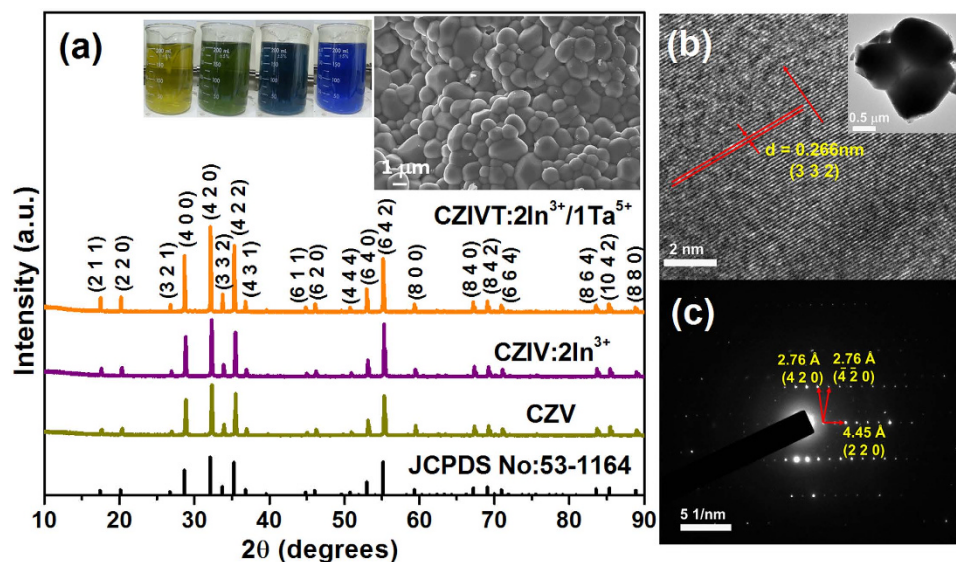 (a)
1 μm
CZIVT:2In³⁺/1Ta⁵⁺
(2 1 1)
(2 2 0)
(3 2 1)
(4 0 0)
(4 2 0)
(3 3 2)
(4 2 2)
(4 3 1)
(6 1 1)
(6 2 0)
(4 4 4)
(6 4 0)
(6 4 2)
(8 0 0)
(8 4 0)
(8 4 2)
(6 6 4)
(8 6 4)
(10 4 2)
(8 8 0)
CZIV:2In³⁺
CZV
JCPDS No:53-1164
Intensity (a.u.)
10 20 30 40 50 60 70 80 90
2θ (degrees)
(b)
0.5 μm
d = 0.266nm
(3 3 2)
2 nm
(c)
2.76 Å 2.76 Å
(4 2 0) (4 2̄ 0)
4.45 Å
(2 2 0)
5 1/nm